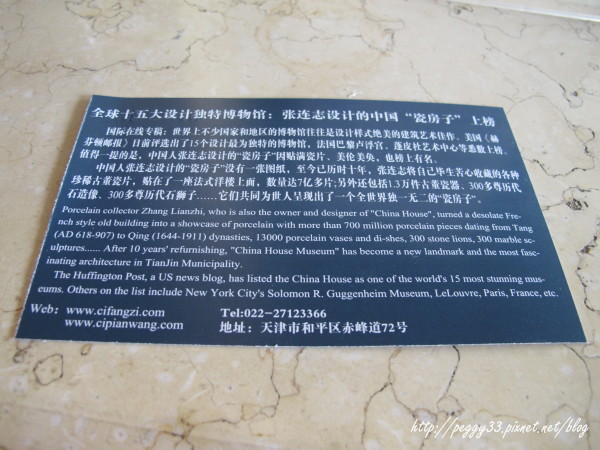 全球十五大设计独特博物馆：张连志设计的中国“瓷房子”上榜
国际在线专稿：世界上不少国家和地区的博物馆往往是设计样式绝美的建筑艺术佳作。美国《赫
芬顿邮报》日前评选出了15个设计最为独特的博物馆，法国巴黎卢浮宫、蓬皮杜艺术中心等悉数上榜。
值得一提的是，中国人张连志设计的“瓷房子”因贴满瓷片、美伦美奂，也榜上有名。
中国人张连志设计的“瓷房子”没有一张图纸，至今已历时十年，张连志将自己毕生苦心收藏的各种
珍稀古董瓷片，贴在了一座法式洋楼上面，数量达7亿多片;另外还包括1.3万件古董瓷器、300多尊历代
石造像、300多尊历代石狮子……它们共同为世人呈现了一个全世界独一无二的“瓷房子”。
Porcelain collector Zhang Lianzhi, who is also the owner and designer of "China House", turned a desolate Fre-
nch style old building into a showcase of porcelain with more than 700 million porcelain pieces dating from Tang
(AD 618-907) to Qing (1644-1911) dynasties, 13000 porcelain vases and di-shes, 300 stone lions, 300 marble sc-
ulptures...... After 10 years' refurnishing, "China House Museum" has become a new landmark and the most fasc-
inating architecture in TianJin Municipality.
The Huffington Post, a US news blog, has listed the China House as one of the world's 15 most stunning mus-
eums. Others on the list include New York City's Solomon R. Guggenheim Museum, LeLouvre, Paris, France, etc.
Web: www.cifangzi.com Tel:022-27123366
www.cipianwang.com 地址：天津市和平区赤峰道72号
http://peggy33.pixnet.net/blog